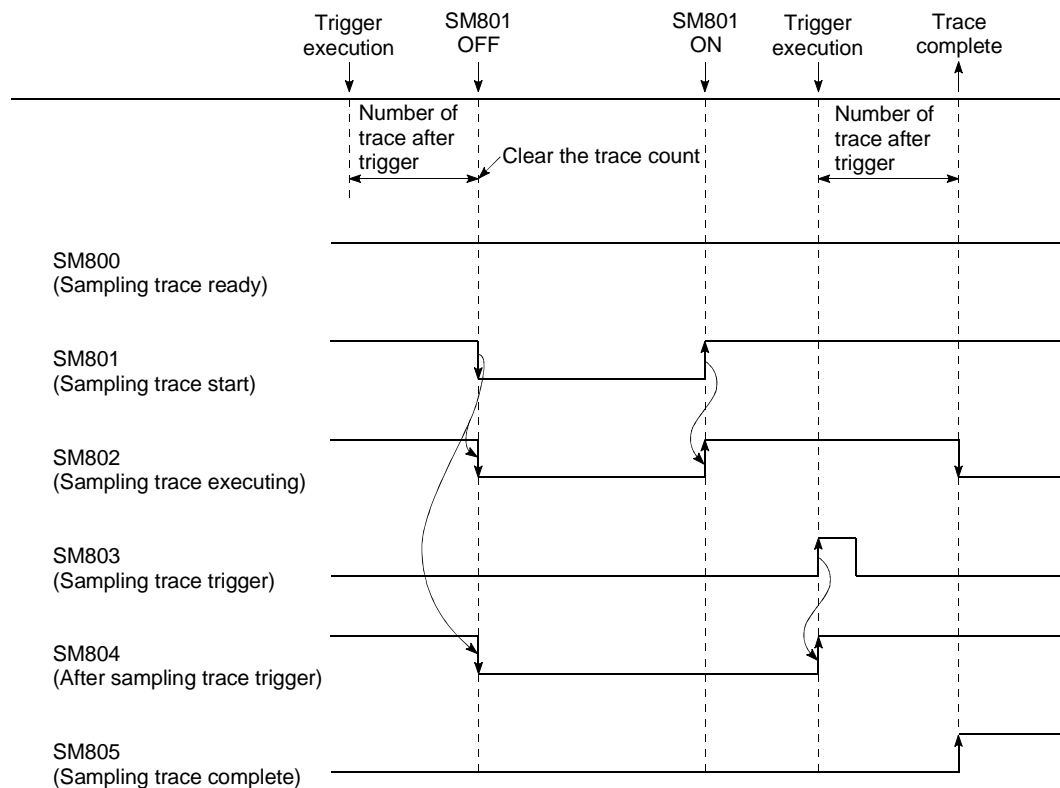 Trigger
execution
SM801
OFF
SM801
ON
Trigger
execution
Trace
complete
Number of
trace after
trigger
Clear the trace count
Number of
trace after
trigger
SM800
(Sampling trace ready)
SM801
(Sampling trace start)
SM802
(Sampling trace executing)
SM803
(Sampling trace trigger)
SM804
(After sampling trace trigger)
SM805
(Sampling trace complete)